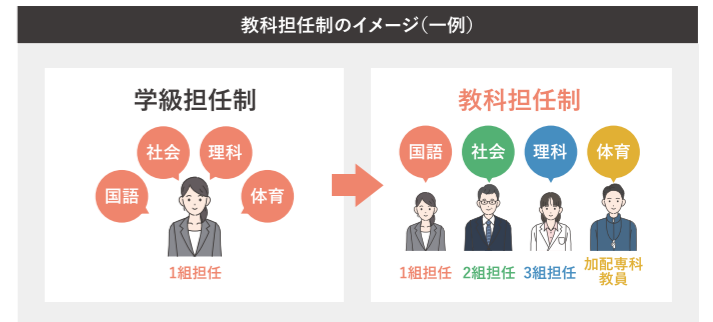 教科担任制のイメージ（一例）
学級担任制
社会 理科
国語 体育
1組担任
教科担任制
国語 社会 理科 体育
1組担任 2組担任 3組担任 加配専科
教員